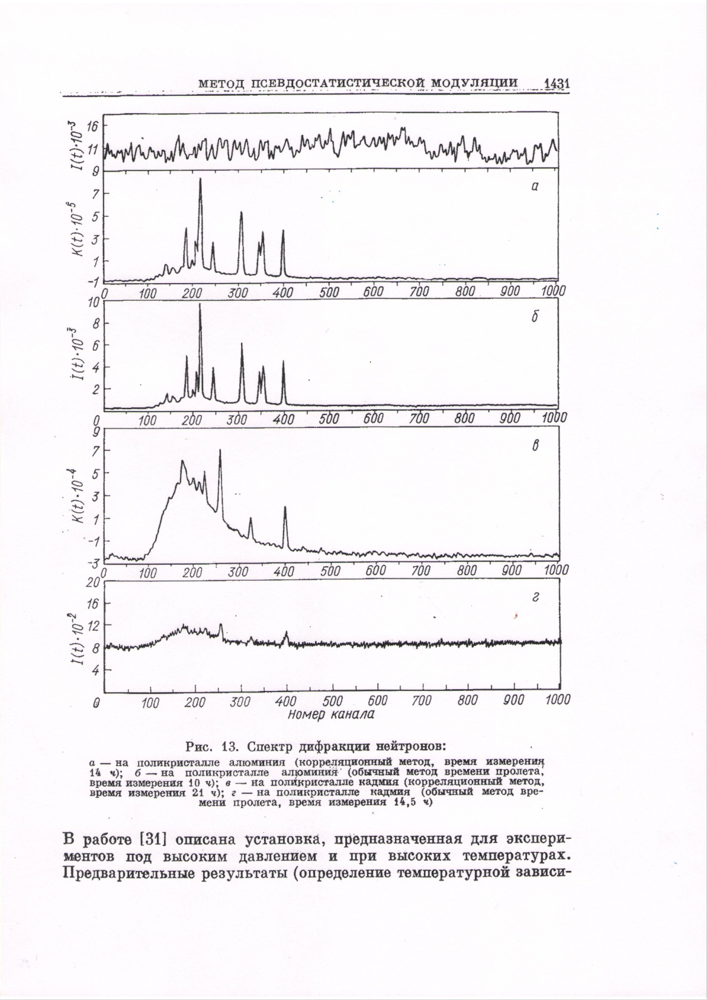 МЕТОД ПСЕВДОСТАТИСТИЧЕСКОЙ МОДУЛЯЦИИ 1431
I(t)·10⁻³
16
11
9
а
K(t)·10⁻⁵
7
5
3
1
−1
0 100 200 300 400 500 600 700 800 900 1000
10
б
I(t)·10⁻³
8
6
4
2
0 100 200 300 400 500 600 700 800 900 1000
9
в
K(t)·10⁻⁴
7
5
3
1
−1
−3
0 100 200 300 400 500 600 700 800 900 1000
20
г
I(t)·10⁻²
16
12
8
4
0 100 200 300 400 500 600 700 800 900 1000
Номер канала
Рис. 13. Спектр дифракции нейтронов:
а — на поликристалле алюминия (корреляционный метод, время измерения
14 ч); б — на поликристалле алюминия (обычный метод времени пролета,
время измерения 10 ч); в — на поликристалле кадмия (корреляционный метод,
время измерения 21 ч); г — на поликристалле кадмия (обычный метод вре-
мени пролета, время измерения 14,5 ч)
В работе [31] описана установка, предназначенная для экспери-
ментов под высоким давлением и при высоких температурах.
Предварительные результаты (определение температурной зависи-